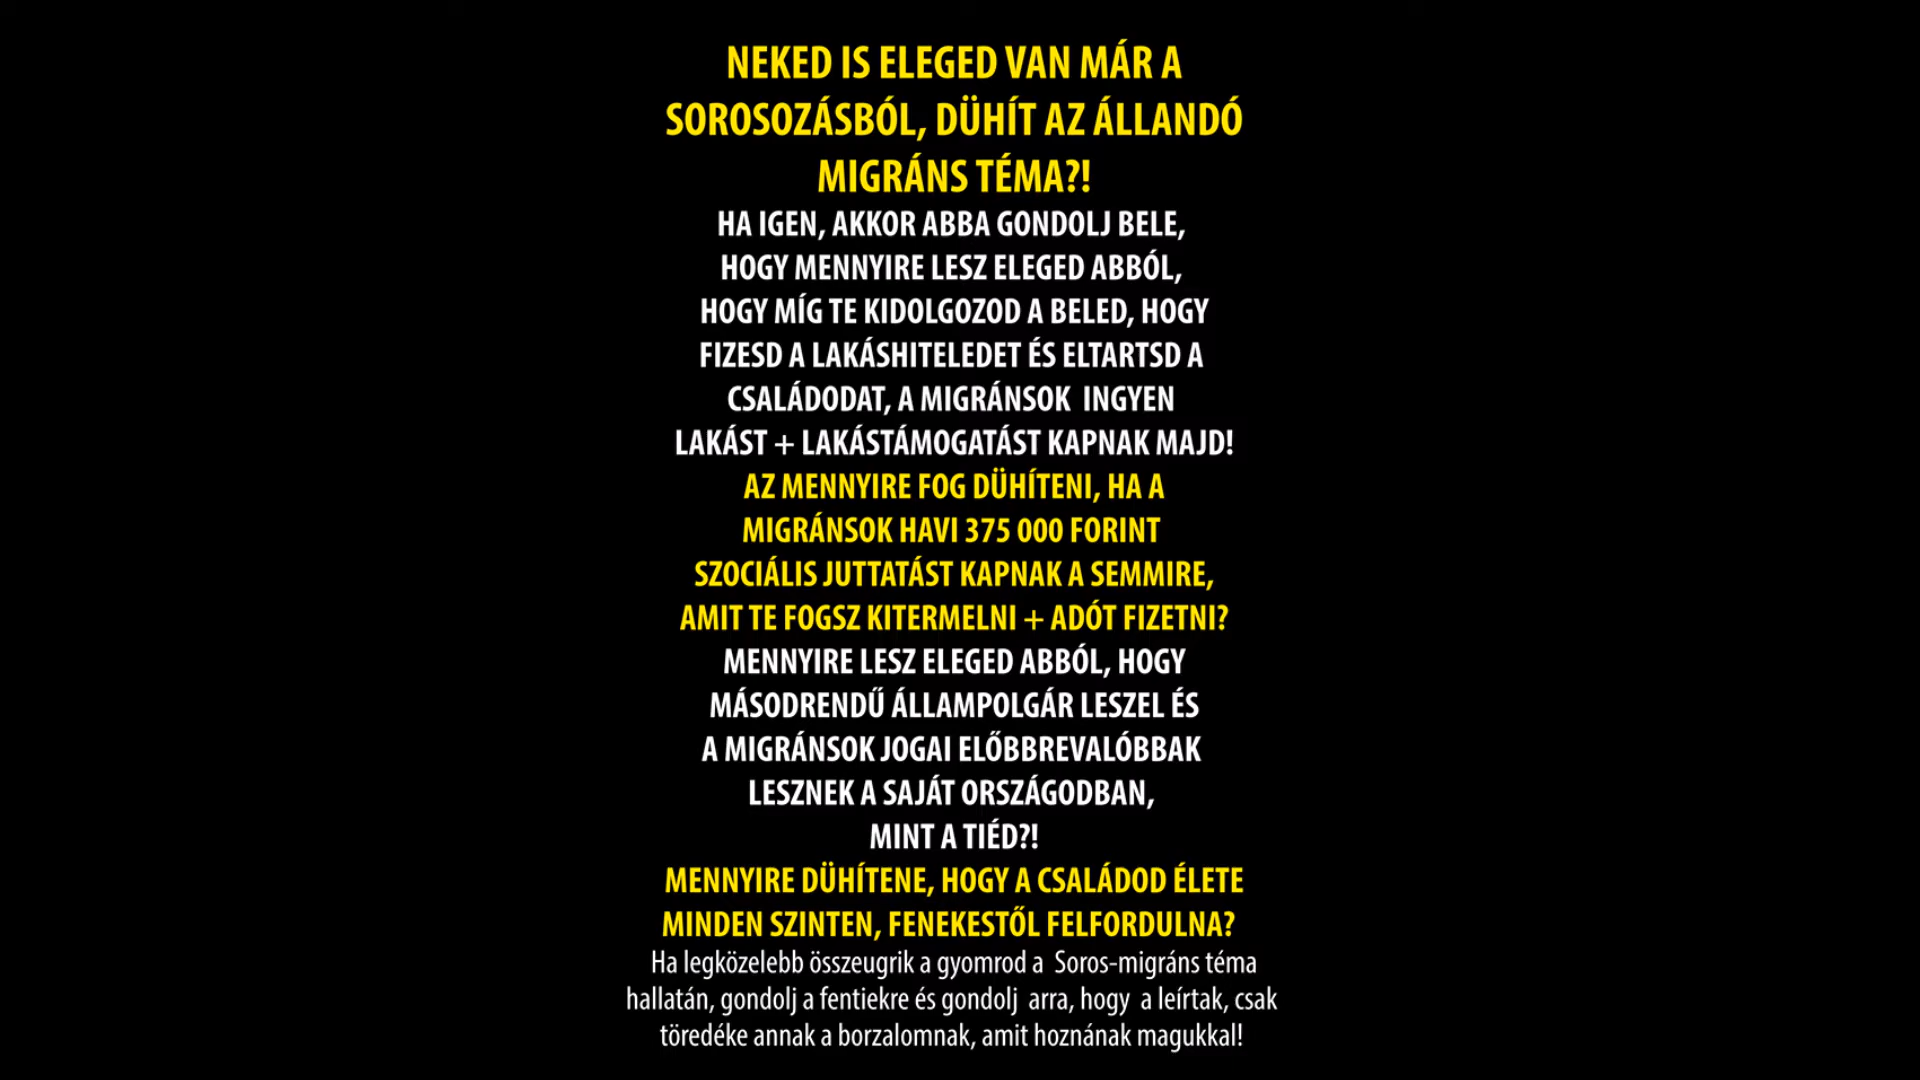 NEKED IS ELEGED VAN MÁR A
SOROSOZÁSBÓL, DÜHÍT AZ ÁLLANDÓ
MIGRÁNS TÉMA?!
HA IGEN, AKKOR ABBA GONDOLJ BELE,
HOGY MENNYIRE LESZ ELEGED ABBÓL,
HOGY MÍG TE KIDOLGOZOD A BELED, HOGY
FIZESD A LAKÁSHITELEDET ÉS ELTARTSD A
CSALÁDODAT, A MIGRÁNSOK INGYEN
LAKÁST + LAKÁSTÁMOGATÁST KAPNAK MAJD!
AZ MENNYIRE FOG DÜHÍTENI, HA A
MIGRÁNSOK HAVI 375 000 FORINT
SZOCIÁLIS JUTTATÁST KAPNAK A SEMMIRE,
AMIT TE FOGSZ KITERMELNI + ADÓT FIZETNI?
MENNYIRE LESZ ELEGED ABBÓL, HOGY
MÁSODRENDŰ ÁLLAMPOLGÁR LESZEL ÉS
A MIGRÁNSOK JOGAI ELŐBBREVALÓBBAK
LESZNEK A SAJÁT ORSZÁGODBAN,
MINT A TIÉD?!
MENNYIRE DÜHÍTENE, HOGY A CSALÁDOD ÉLETE
MINDEN SZINTEN, FENEKESTŐL FELFORDULNA?
Ha legközelebb összeugrik a gyomrod a Soros-migráns téma
hallatán, gondolj a fentiekre és gondolj arra, hogy a leírtak, csak
töredéke annak a borzalomnak, amit hoznának magukkal!